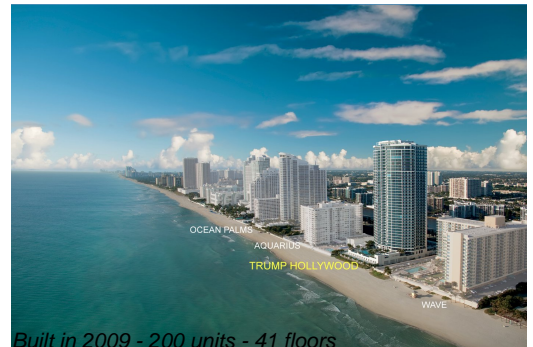 OCEAN PALMS
AQUARIUS
TRUMP HOLLYWOOD
WAVE
Built in 2009 - 200 units - 41 floors